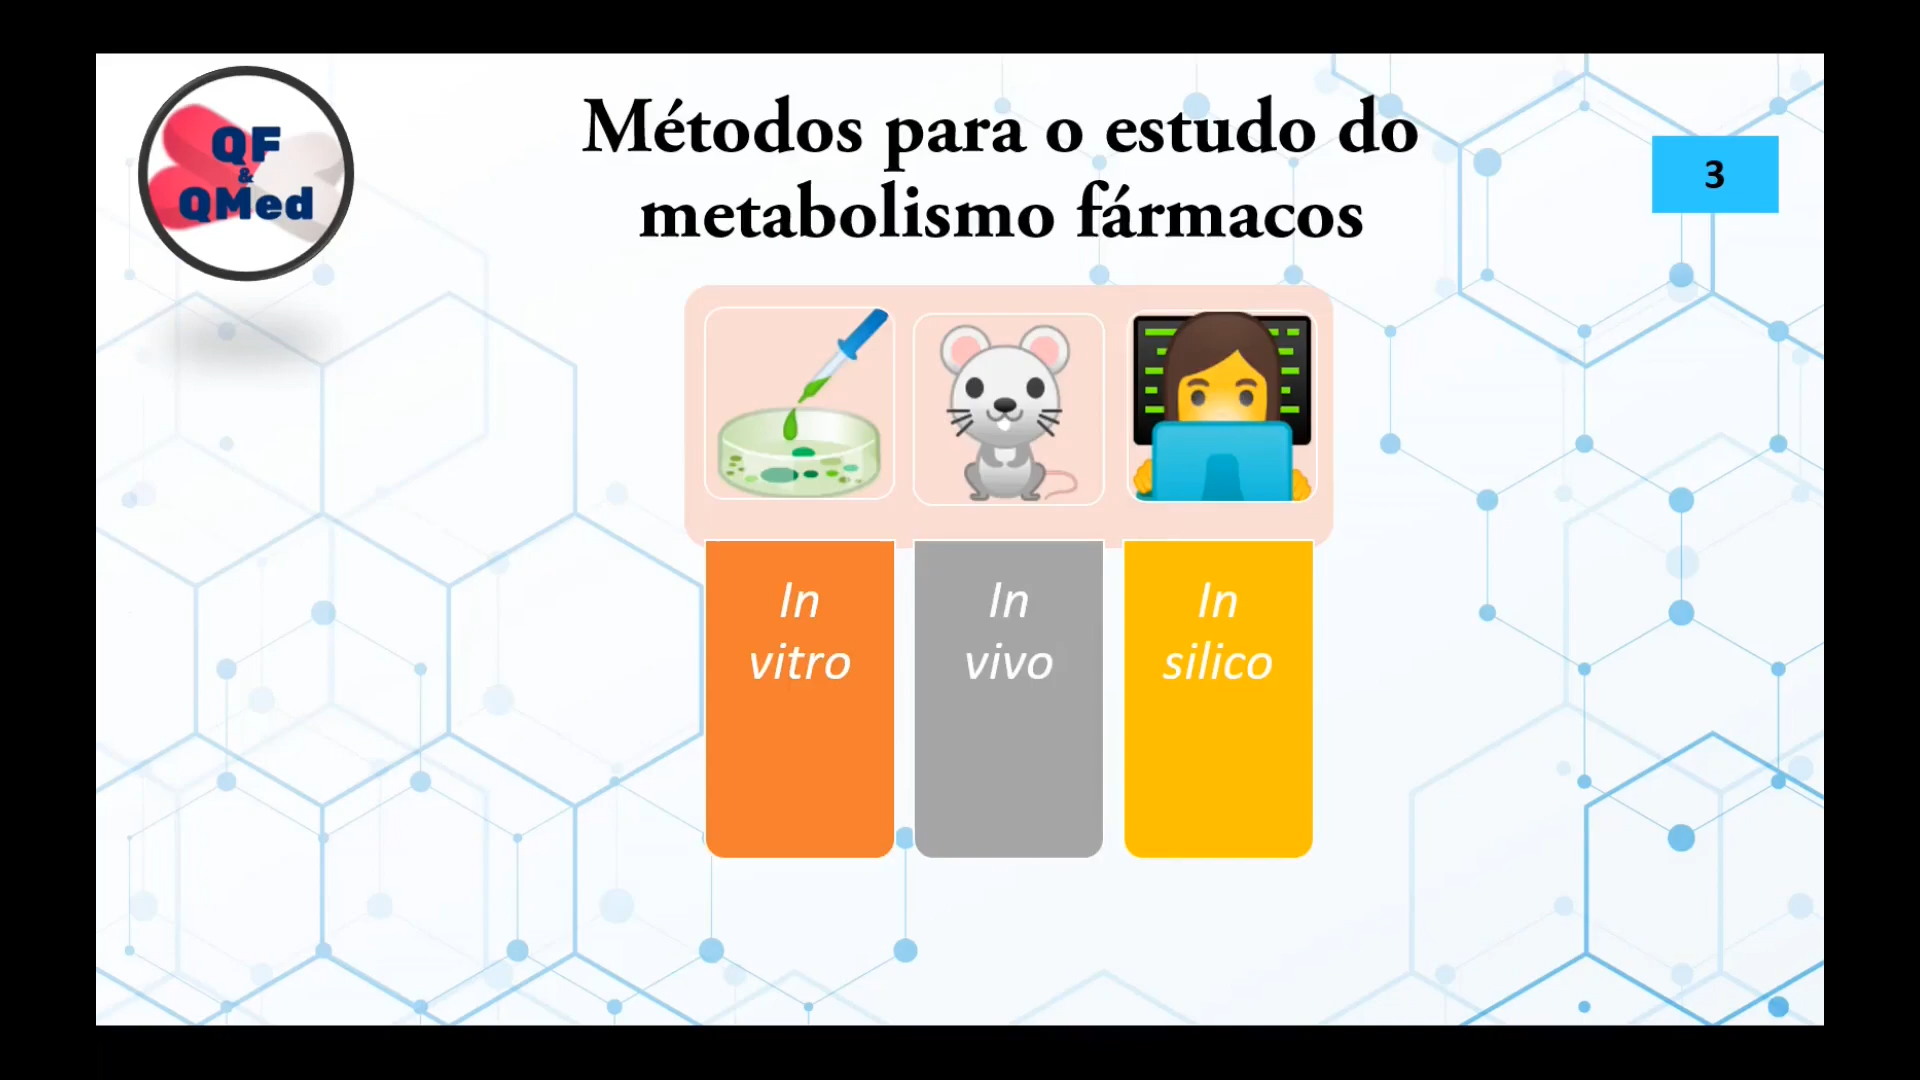 QF
&
QMed
Métodos para o estudo do
metabolismo fármacos
3
In
vitro
In
vivo
In
silico